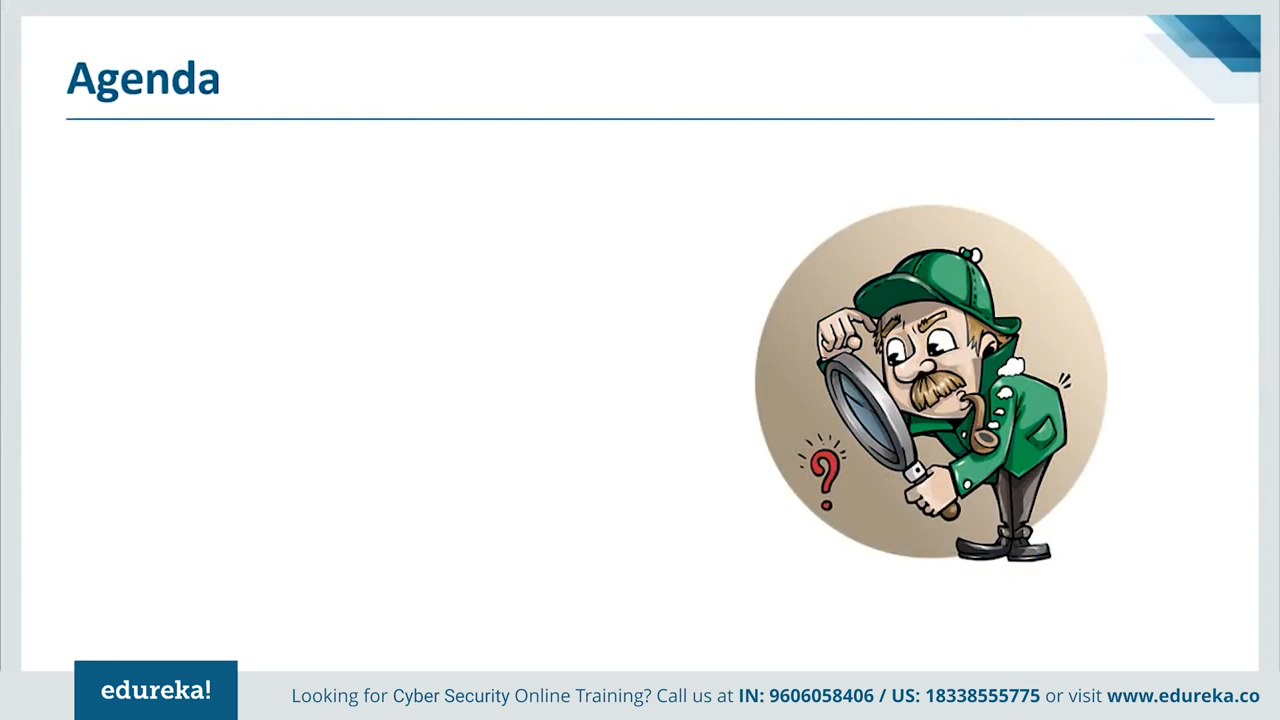 Agenda
?
edureka!
Looking for Cyber Security Online Training? Call us at IN: 9606058406 / US: 18338555775 or visit www.edureka.co